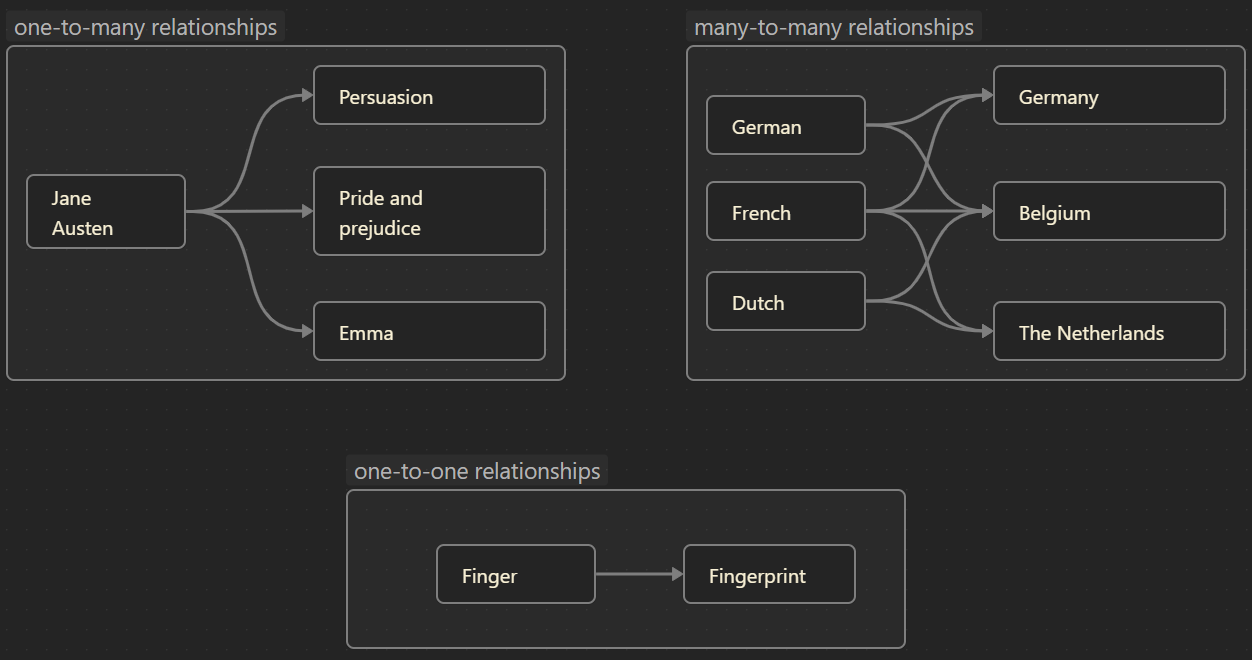 one-to-many relationships
Persuasion
Jane
Austen
Pride and
prejudice
Emma
many-to-many relationships
German
French
Dutch
Germany
Belgium
The Netherlands
one-to-one relationships
Finger
Fingerprint